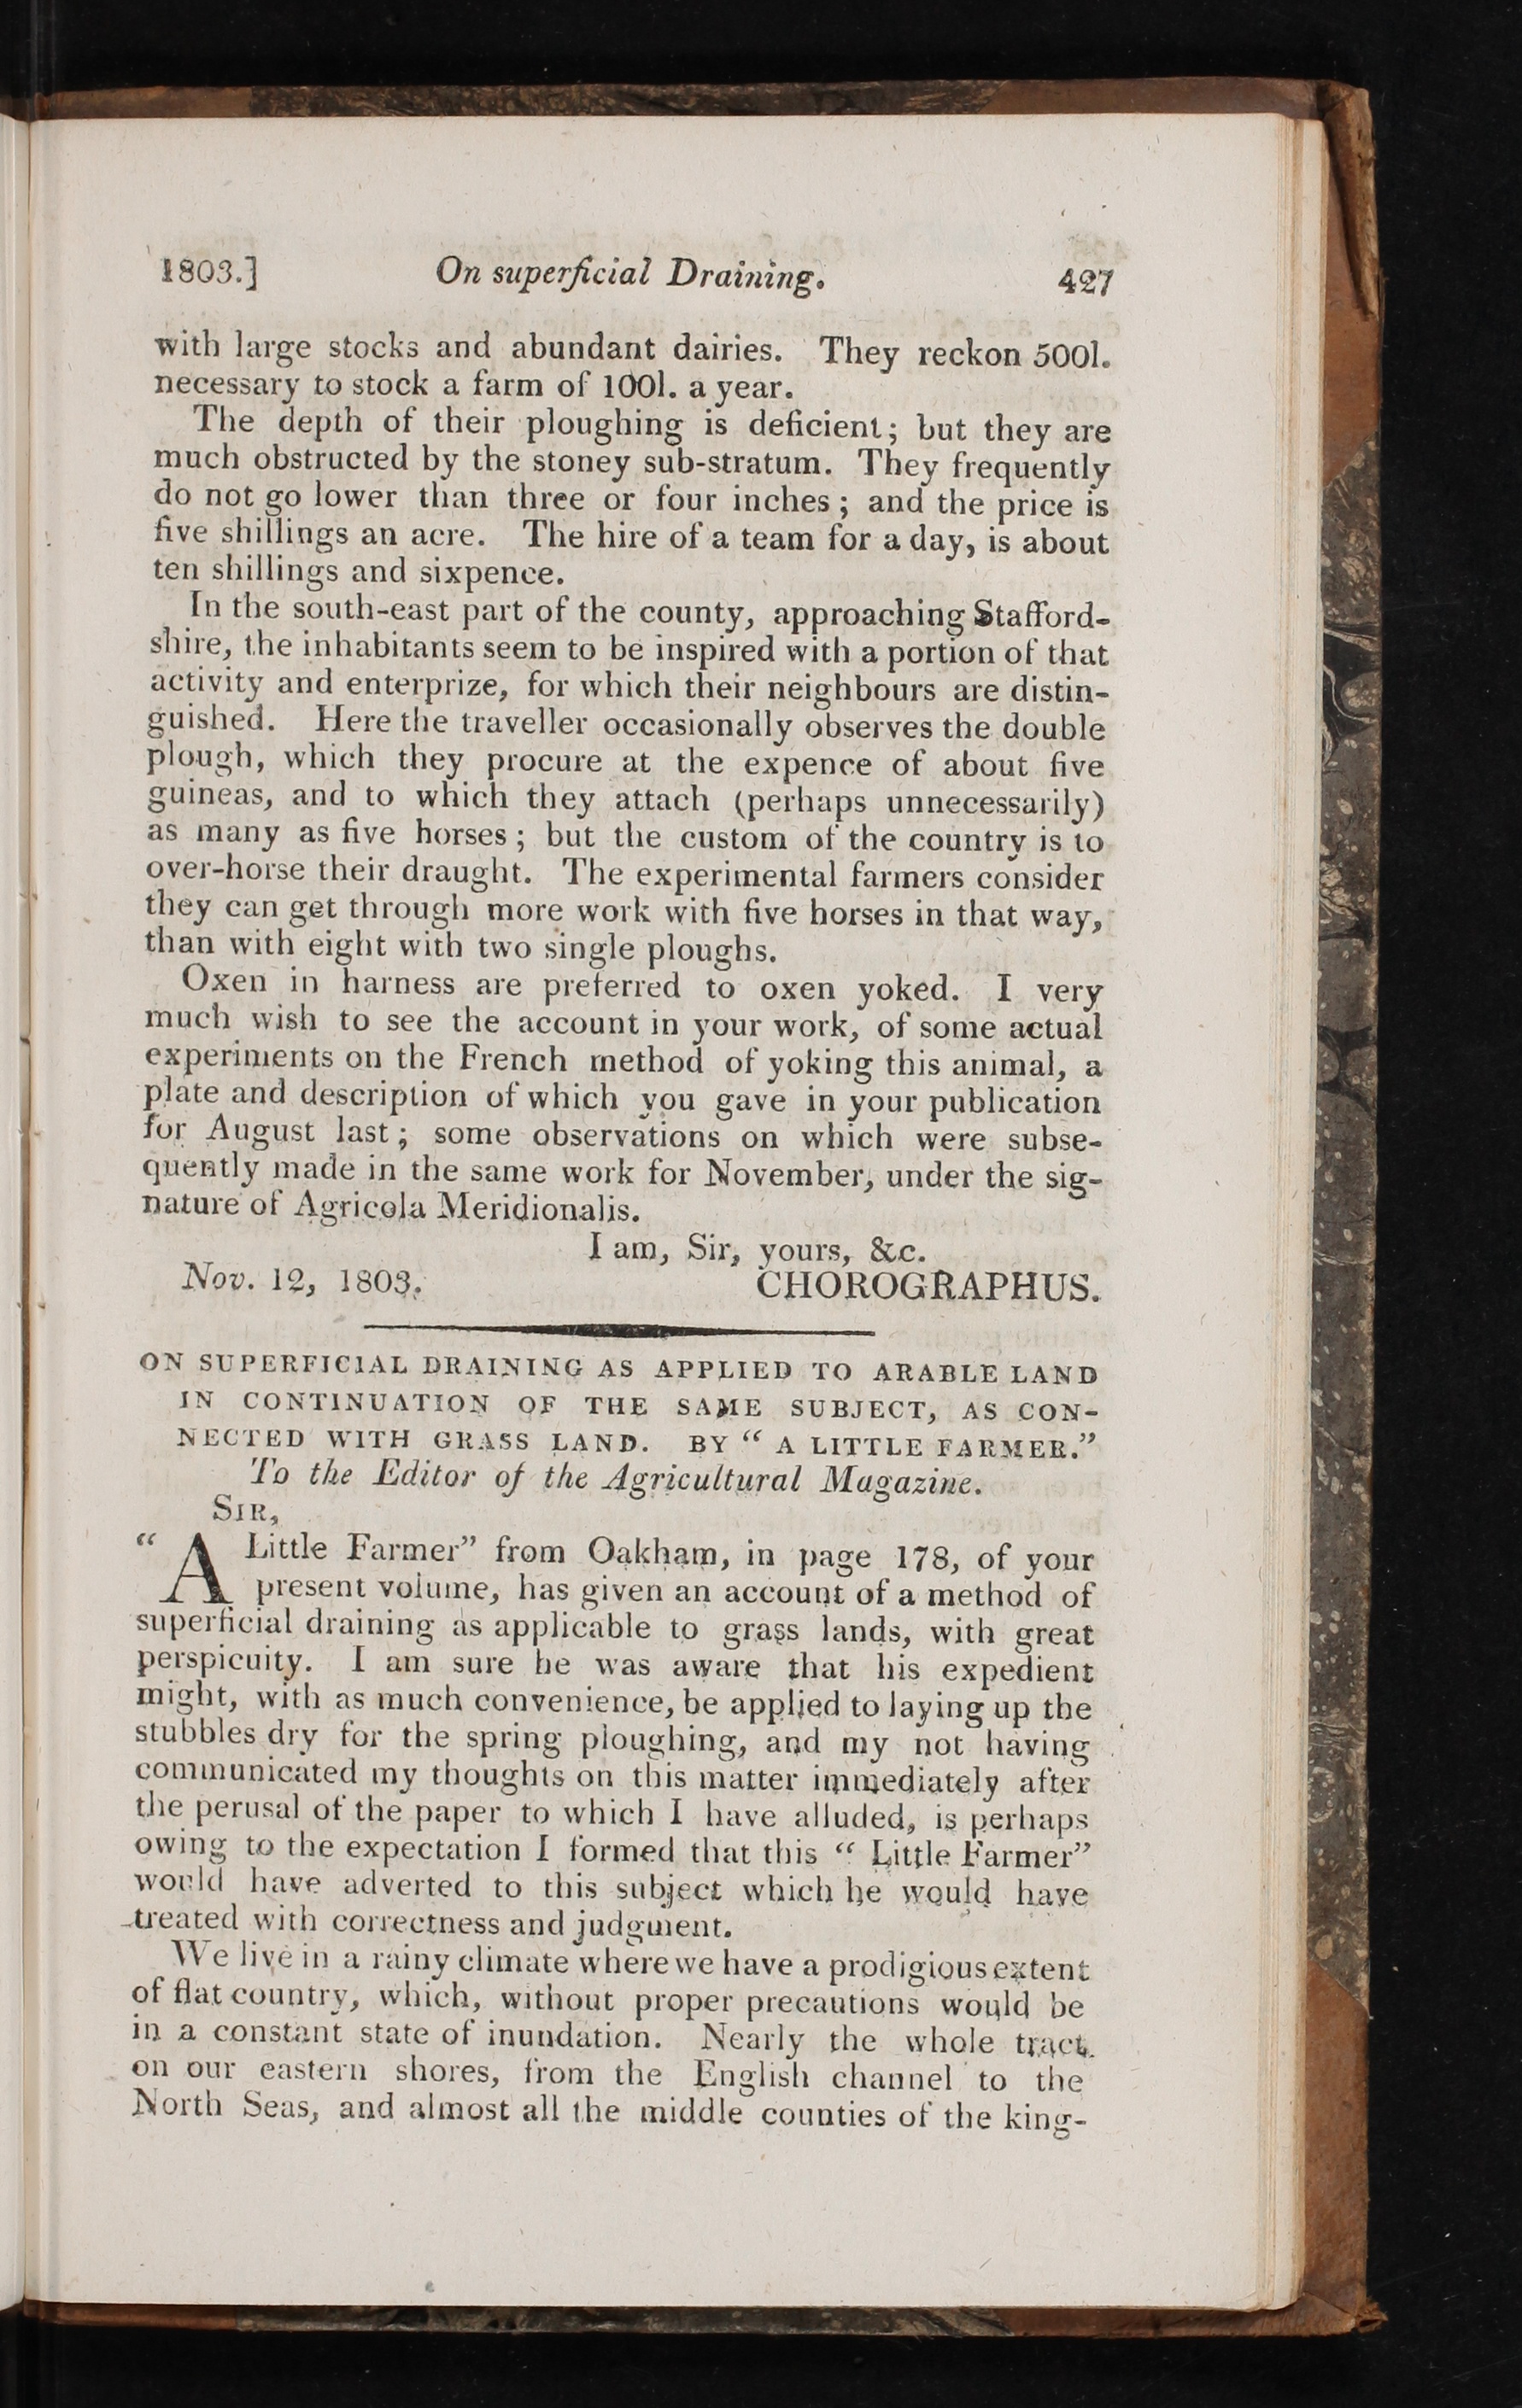 1803.] On superficial Draining. 427
with large stocks and abundant dairies. They reckon 500l.
necessary to stock a farm of 100l. a year.
The depth of their ploughing is deficient; but they are
much obstructed by the stoney sub-stratum. They frequently
do not go lower than three or four inches; and the price is
five shillings an acre. The hire of a team for a day, is about
ten shillings and sixpence.
In the south-east part of the county, approaching Stafford-
shire, the inhabitants seem to be inspired with a portion of that
activity and enterprize, for which their neighbours are distin-
guished. Here the traveller occasionally observes the double
plough, which they procure at the expence of about five
guineas, and to which they attach (perhaps unnecessarily)
as many as five horses; but the custom of the country is to
over-horse their draught. The experimental farmers consider
they can get through more work with five horses in that way,
than with eight with two single ploughs.
Oxen in harness are preferred to oxen yoked. I very
much wish to see the account in your work, of some actual
experiments on the French method of yoking this animal, a
plate and description of which you gave in your publication
for August last; some observations on which were subse-
quently made in the same work for November, under the sig-
nature of Agricola Meridionalis.
I am, Sir, yours, &c.
Nov. 12, 1803. CHOROGRAPHUS.
ON SUPERFICIAL DRAINING AS APPLIED TO ARABLE LAND
IN CONTINUATION OF THE SAME SUBJECT, AS CON-
NECTED WITH GRASS LAND. BY "A LITTLE FARMER."
To the Editor of the Agricultural Magazine.
SIR,
"A Little Farmer" from Oakham, in page 178, of your
present volume, has given an account of a method of
superficial draining as applicable to grass lands, with great
perspicuity. I am sure he was aware that his expedient
might, with as much convenience, be applied to laying up the
stubbles dry for the spring ploughing, and my not having
communicated my thoughts on this matter immediately after
the perusal of the paper to which I have alluded, is perhaps
owing to the expectation I formed that this "Little Farmer"
would have adverted to this subject which he would have
treated with correctness and judgment.
We live in a rainy climate where we have a prodigious extent
of flat country, which, without proper precautions would be
in a constant state of inundation. Nearly the whole tract
on our eastern shores, from the English channel to the
North Seas, and almost all the middle counties of the king-